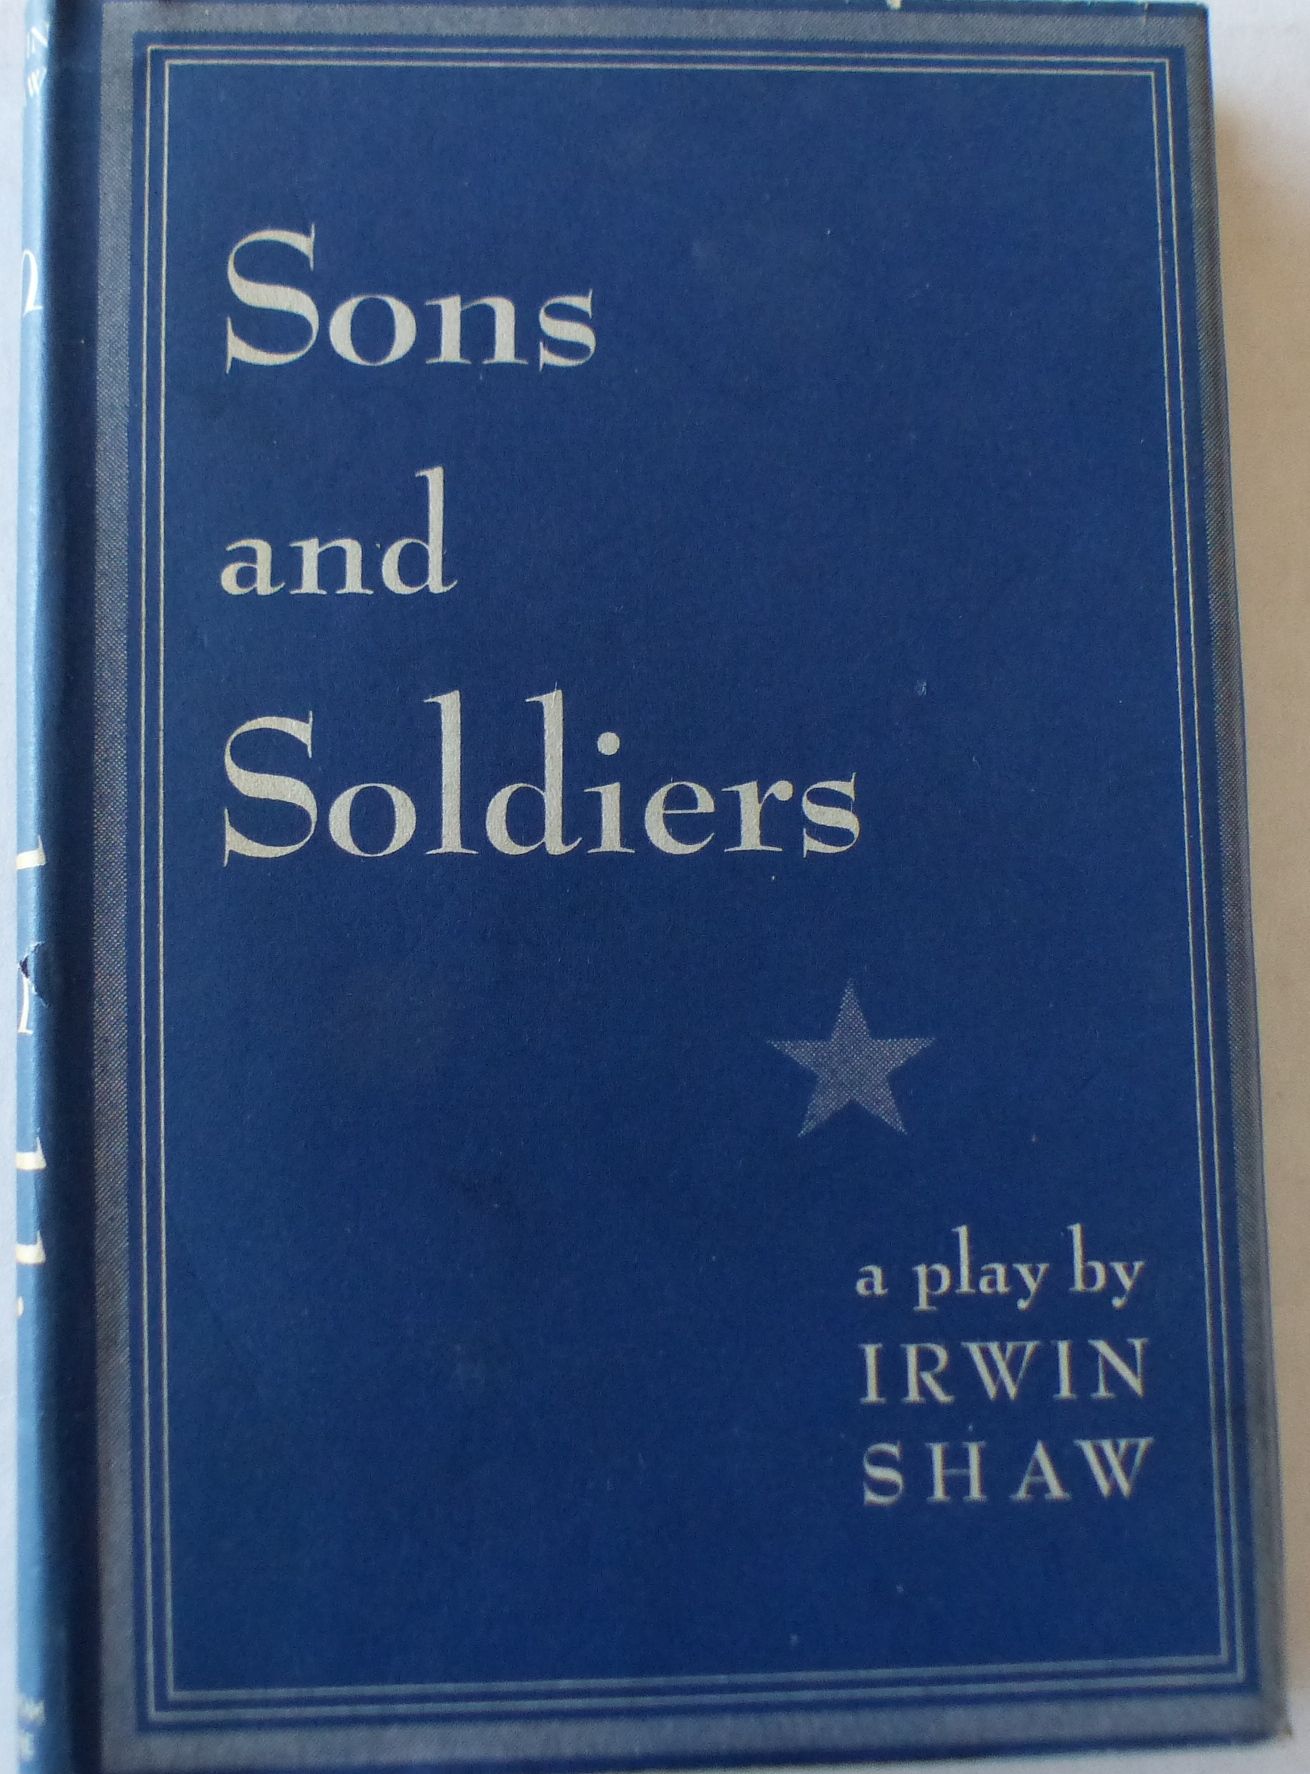 Sons
and
Soldiers
a play by
IRWIN
SHAW